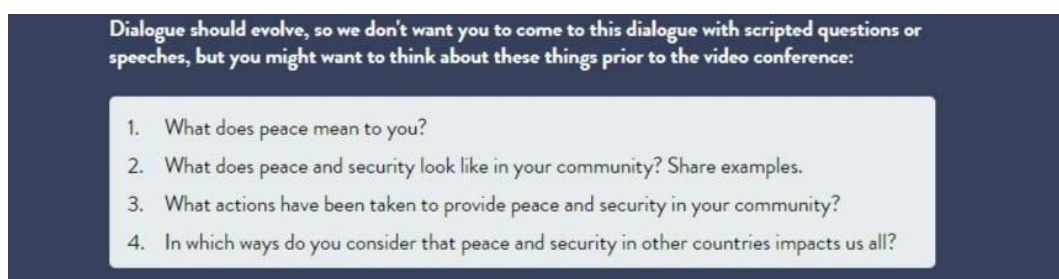 Dialogue should evolve, so we don't want you to come to this dialogue with scripted questions or
speeches, but you might want to think about these things prior to the video conference:
1. What does peace mean to you?
2. What does peace and security look like in your community? Share examples.
3. What actions have been taken to provide peace and security in your community?
4. In which ways do you consider that peace and security in other countries impacts us all?